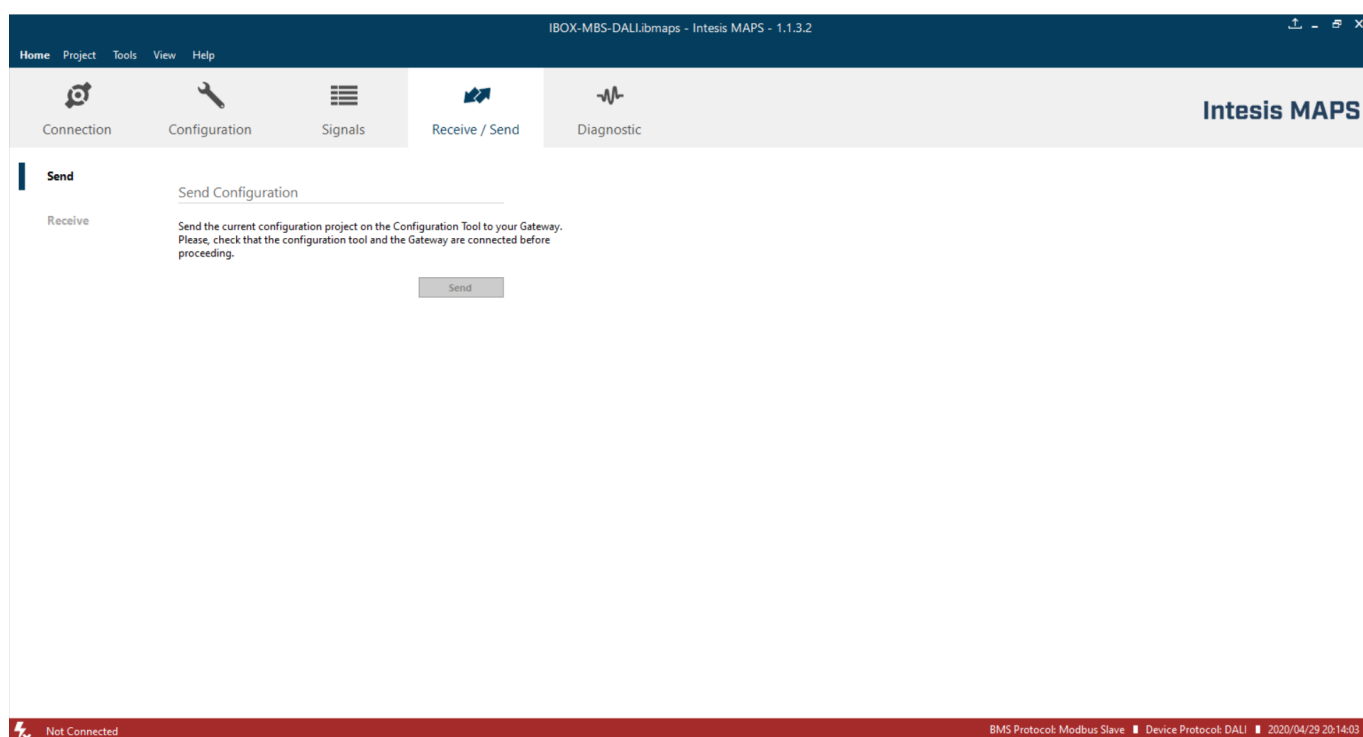 IBOX-MBS-DALI.ibmaps - Intesis MAPS - 1.1.3.2
Home Project Tools View Help
Connection Configuration Signals Receive / Send Diagnostic
Intesis MAPS
Send
Send Configuration
Receive
Send the current configuration project on the Configuration Tool to your Gateway.
Please, check that the configuration tool and the Gateway are connected before
proceeding.
Send
Not Connected
BMS Protocol: Modbus Slave Device Protocol: DALI 2020/04/29 20:14:03